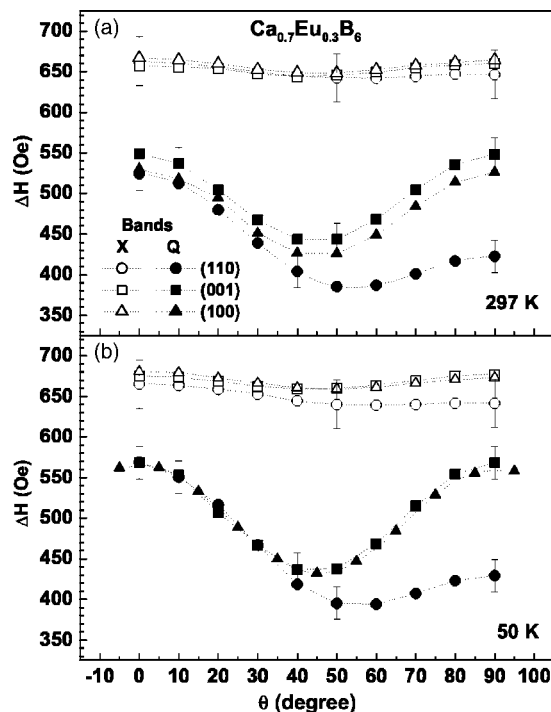 (a)
Ca0.7Eu0.3B6
700
650
600
550
500
450
400
350
ΔH (Oe)
Bands
X Q
(110)
(001)
(100)
297 K
(b)
700
650
600
550
500
450
400
350
ΔH (Oe)
50 K
-10 0 10 20 30 40 50 60 70 80 90 100
θ (degree)